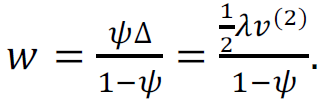 w = ψΔ/(1−ψ) = ½λv⁽²⁾/(1−ψ).